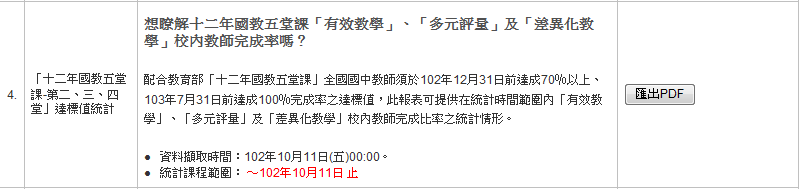 想瞭解十二年國教五堂課「有效教學」、「多元評量」及「差異化教
學」校內教師完成率嗎？
4.
「十二年國教五堂
課-第二、三、四
堂」達標值統計
配合教育部「十二年國教五堂課」全國國中教師須於102年12月31日前達成70%以上、
103年7月31日前達成100%完成率之達標值，此報表可提供在統計時間範圍內「有效教
學」、「多元評量」及「差異化教學」校內教師完成比率之統計情形。
● 資料擷取時間：102年10月11日(五)00:00。
● 統計課程範圍：～102年10月11日 止
匯出PDF